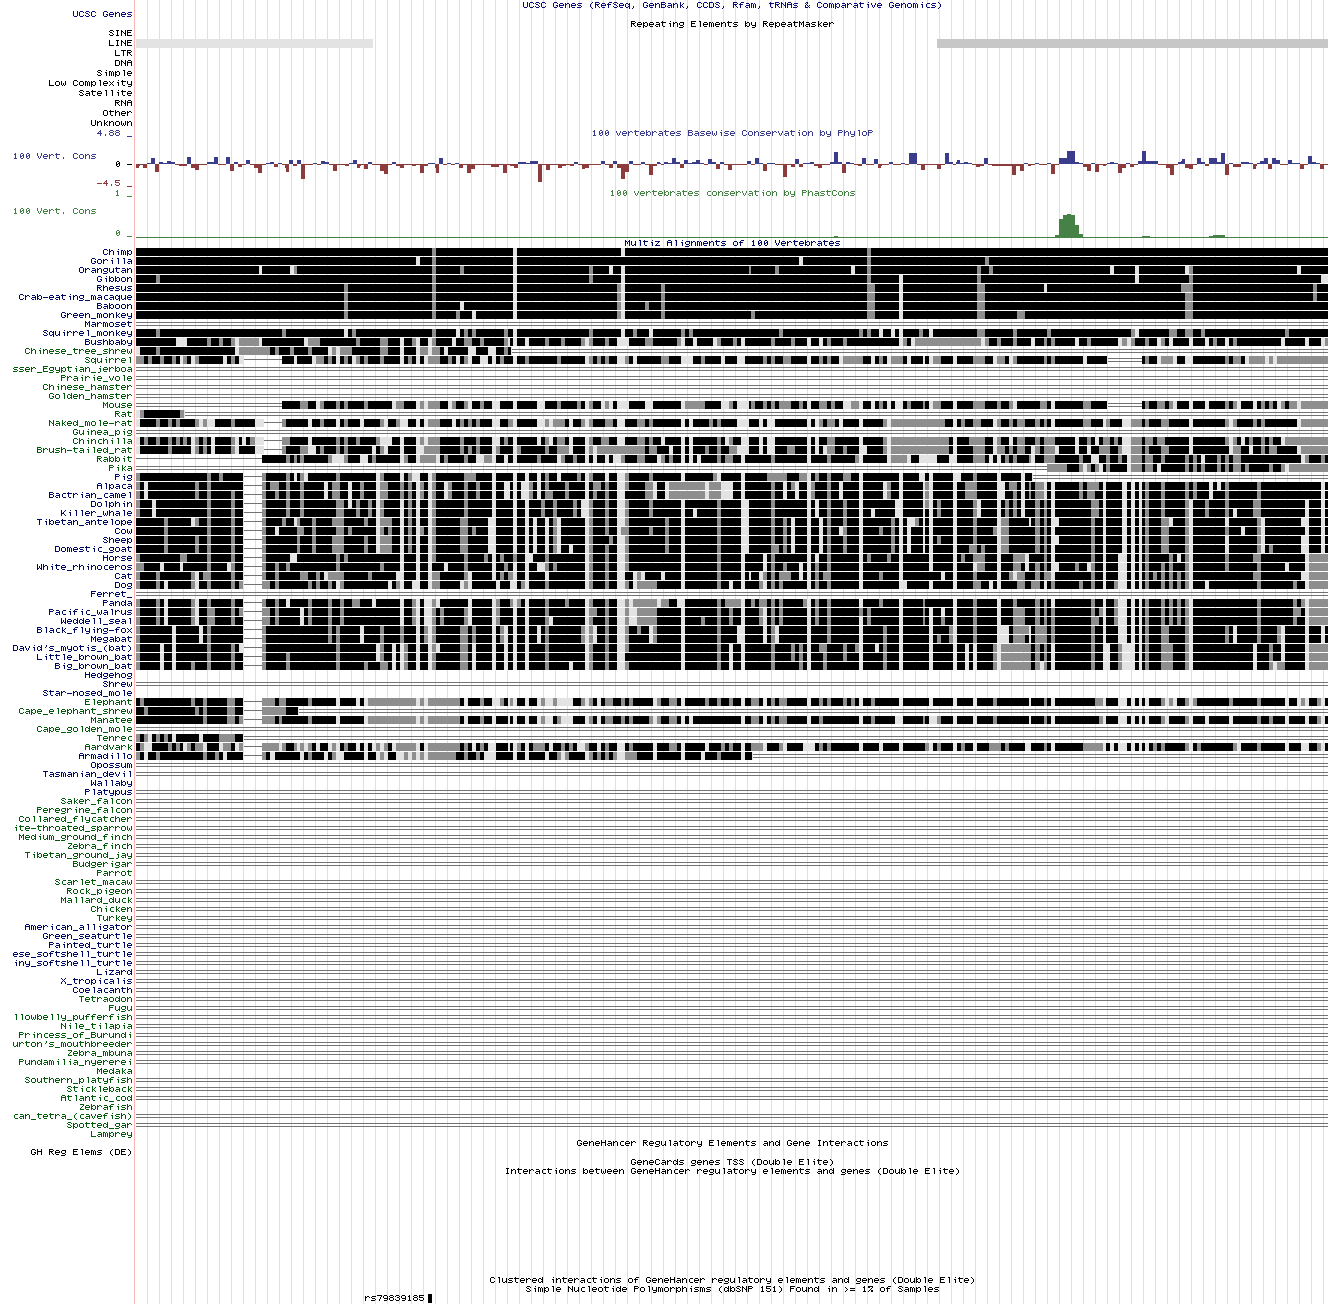 UCSC Genes (RefSeq, GenBank, CCDS, Rfam, tRNAs & Comparative Genomics)
UCSC Genes
Repeating Elements by RepeatMasker
SINE
LINE
LTR
DNA
Simple
Low Complexity
Satellite
RNA
Other
Unknown
4.88 _
100 vertebrates Basewise Conservation by PhyloP
100 Vert. Cons
0 -
-4.5 _
100 vertebrates conservation by PhastCons
1 _
100 Vert. Cons
0 _
Multiz Alignments of 100 Vertebrates
Chimp
Gorilla
Orangutan
Gibbon
Rhesus
Crab-eating_macaque
Baboon
Green_monkey
Marmoset
Squirrel_monkey
Bushbaby
Chinese_tree_shrew
Squirrel
sser_Egyptian_jerboa
Prairie_vole
Chinese_hamster
Golden_hamster
Mouse
Rat
Naked_mole-rat
Guinea_pig
Chinchilla
Brush-tailed_rat
Rabbit
Pika
Pig
Alpaca
Bactrian_camel
Dolphin
Killer_whale
Tibetan_antelope
Cow
Sheep
Domestic_goat
Horse
White_rhinoceros
Cat
Dog
Ferret_
Panda
Pacific_walrus
Weddell_seal
Black_flying-fox
Megabat
David's_myotis_(bat)
Little_brown_bat
Big_brown_bat
Hedgehog
Shrew
Star-nosed_mole
Elephant
Cape_elephant_shrew
Manatee
Cape_golden_mole
Tenrec
Aardvark
Armadillo
Opossum
Tasmanian_devil
Wallaby
Platypus
Saker_falcon
Peregrine_falcon
Collared_flycatcher
ite-throated_sparrow
Medium_ground_finch
Zebra_finch
Tibetan_ground_jay
Budgerigar
Parrot
Scarlet_macaw
Rock_pigeon
Mallard_duck
Chicken
Turkey
American_alligator
Green_seaturtle
Painted_turtle
ese_softshell_turtle
iny_softshell_turtle
Lizard
X_tropicalis
Coelacanth
Tetraodon
Fugu
llowbelly_pufferfish
Nile_tilapia
Princess_of_Burundi
urton's_mouthbreeder
Zebra_mbuna
Pundamilia_nyererei
Medaka
Southern_platyfish
Stickleback
Atlantic_cod
Zebrafish
can_tetra_(cavefish)
Spotted_gar
Lamprey
GeneHancer Regulatory Elements and Gene Interactions
GH Reg Elems (DE)
GeneCards genes TSS (Double Elite)
Interactions between GeneHancer regulatory elements and genes (Double Elite)
Clustered interactions of GeneHancer regulatory elements and genes (Double Elite)
Simple Nucleotide Polymorphisms (dbSNP 151) Found in >= 1% of Samples
rs79839185